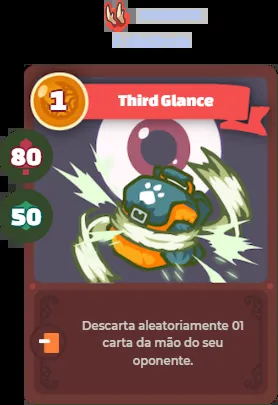 1
Third Glance
80
50
Descarta aleatoriamente 01
carta da mão do seu
oponente.